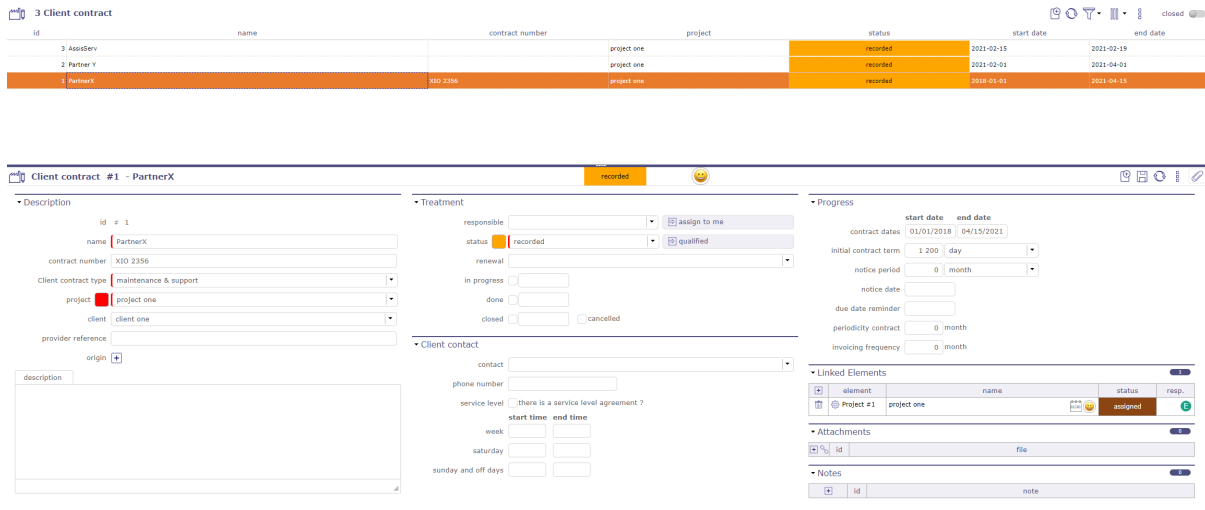 3 Client contract
closed
id name contract number project status start date end date
3 AssisServ project one recorded 2021-02-15 2021-02-19
2 Partner Y project one recorded 2021-02-01 2021-04-01
1 PartnerX XIO 2356 project one recorded 2018-01-01 2021-04-15
Client contract #1 - PartnerX
recorded
Description
id # 1
name PartnerX
contract number XIO 2356
Client contract type maintenance & support
project project one
client client one
provider reference
origin
description
Treatment
responsible assign to me
status recorded qualified
renewal
in progress
done
closed cancelled
Client contact
contact
phone number
service level there is a service level agreement ?
start time end time
week
saturday
sunday and off days
Progress
start date end date
contract dates 01/01/2018 04/15/2021
initial contract term 1 200 day
notice period 0 month
notice date
due date reminder
periodicity contract 0 month
invoicing frequency 0 month
Linked Elements 1
element name status resp.
Project #1 project one assigned E
Attachments 0
id file
Notes 0
id note